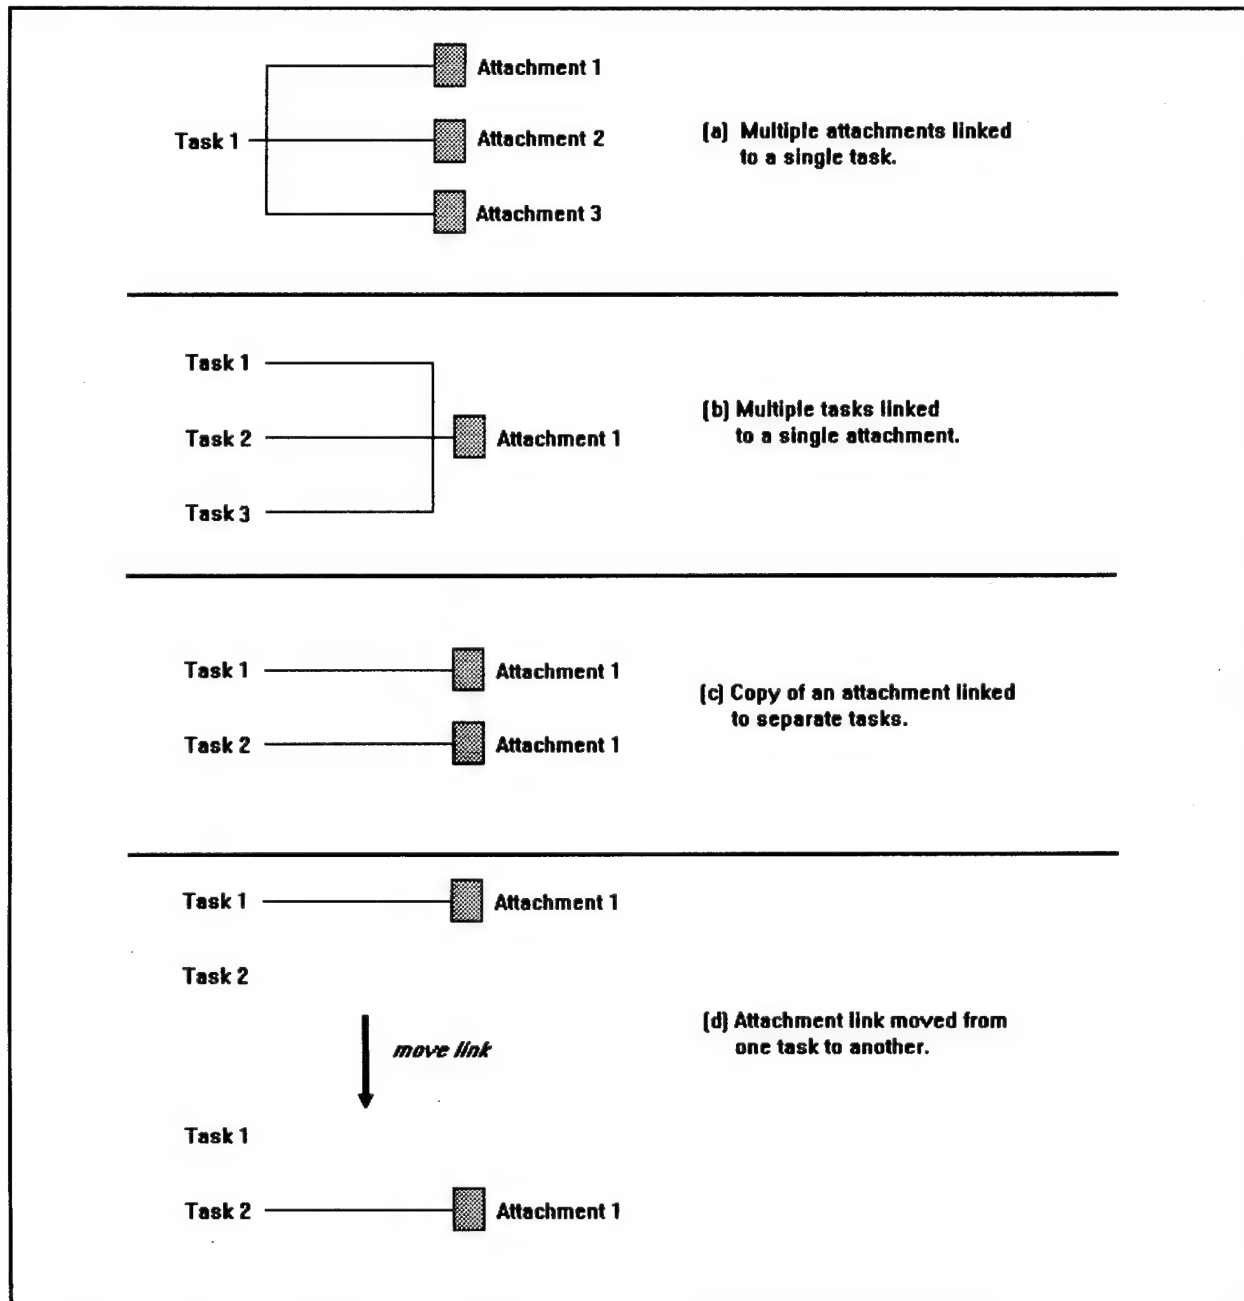 Attachment 1
Task 1
Attachment 2
Attachment 3
(a) Multiple attachments linked
to a single task.
Task 1
Task 2
Attachment 1
Task 3
(b) Multiple tasks linked
to a single attachment.
Task 1
Attachment 1
Task 2
Attachment 1
(c) Copy of an attachment linked
to separate tasks.
Task 1
Attachment 1
Task 2
move link
(d) Attachment link moved from
one task to another.
Task 1
Task 2
Attachment 1